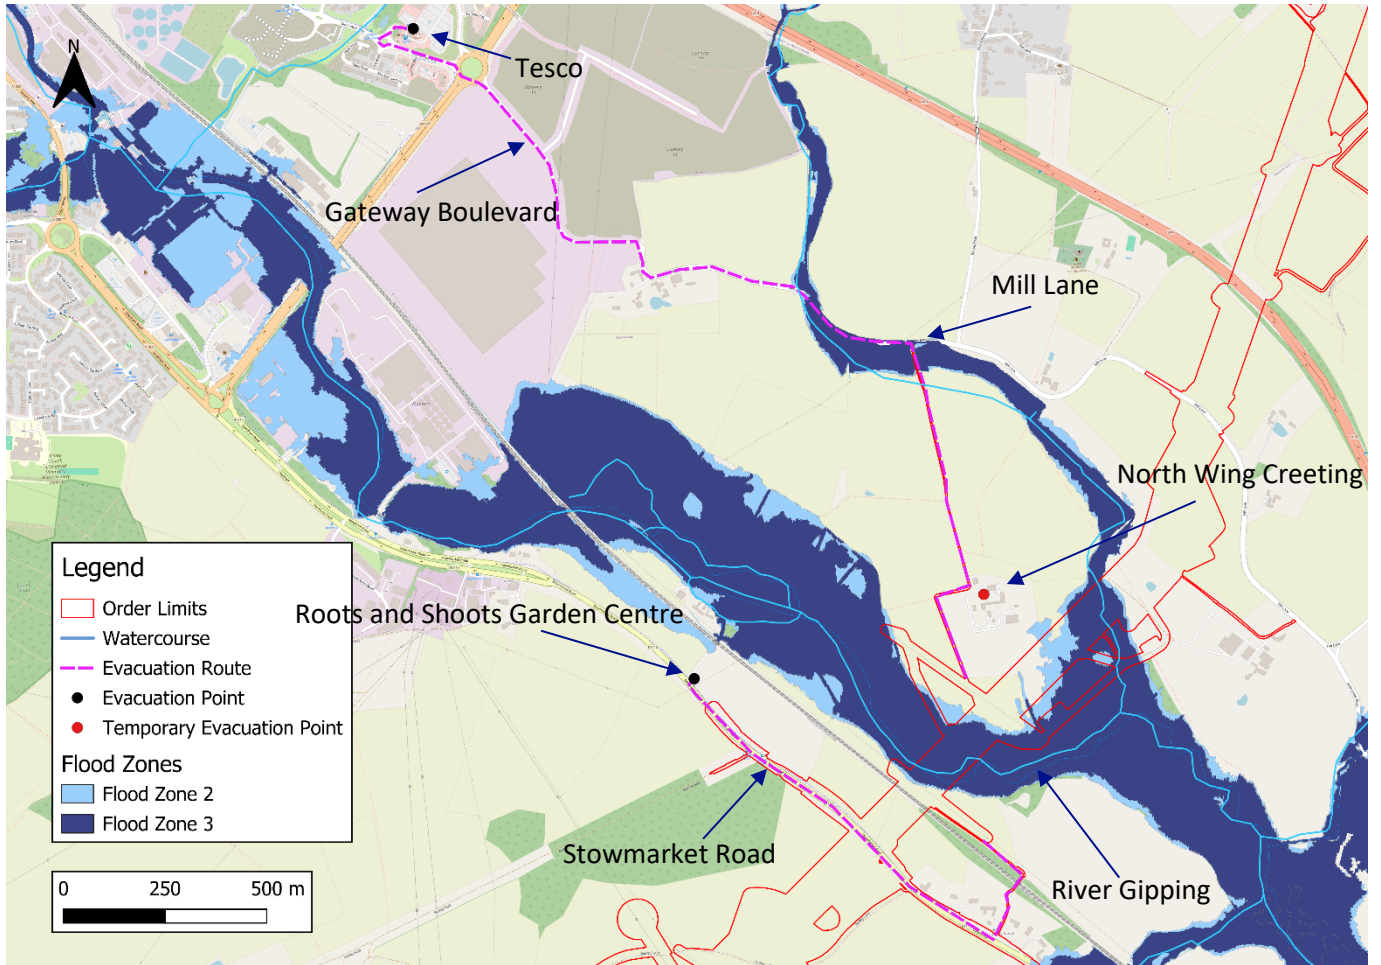 N
Tesco
Gateway Boulevard
Mill Lane
North Wing Creeting
Roots and Shoots Garden Centre
Stowmarket Road
River Gipping
Legend
Order Limits
Watercourse
Evacuation Route
Evacuation Point
Temporary Evacuation Point
Flood Zones
Flood Zone 2
Flood Zone 3
0 250 500 m